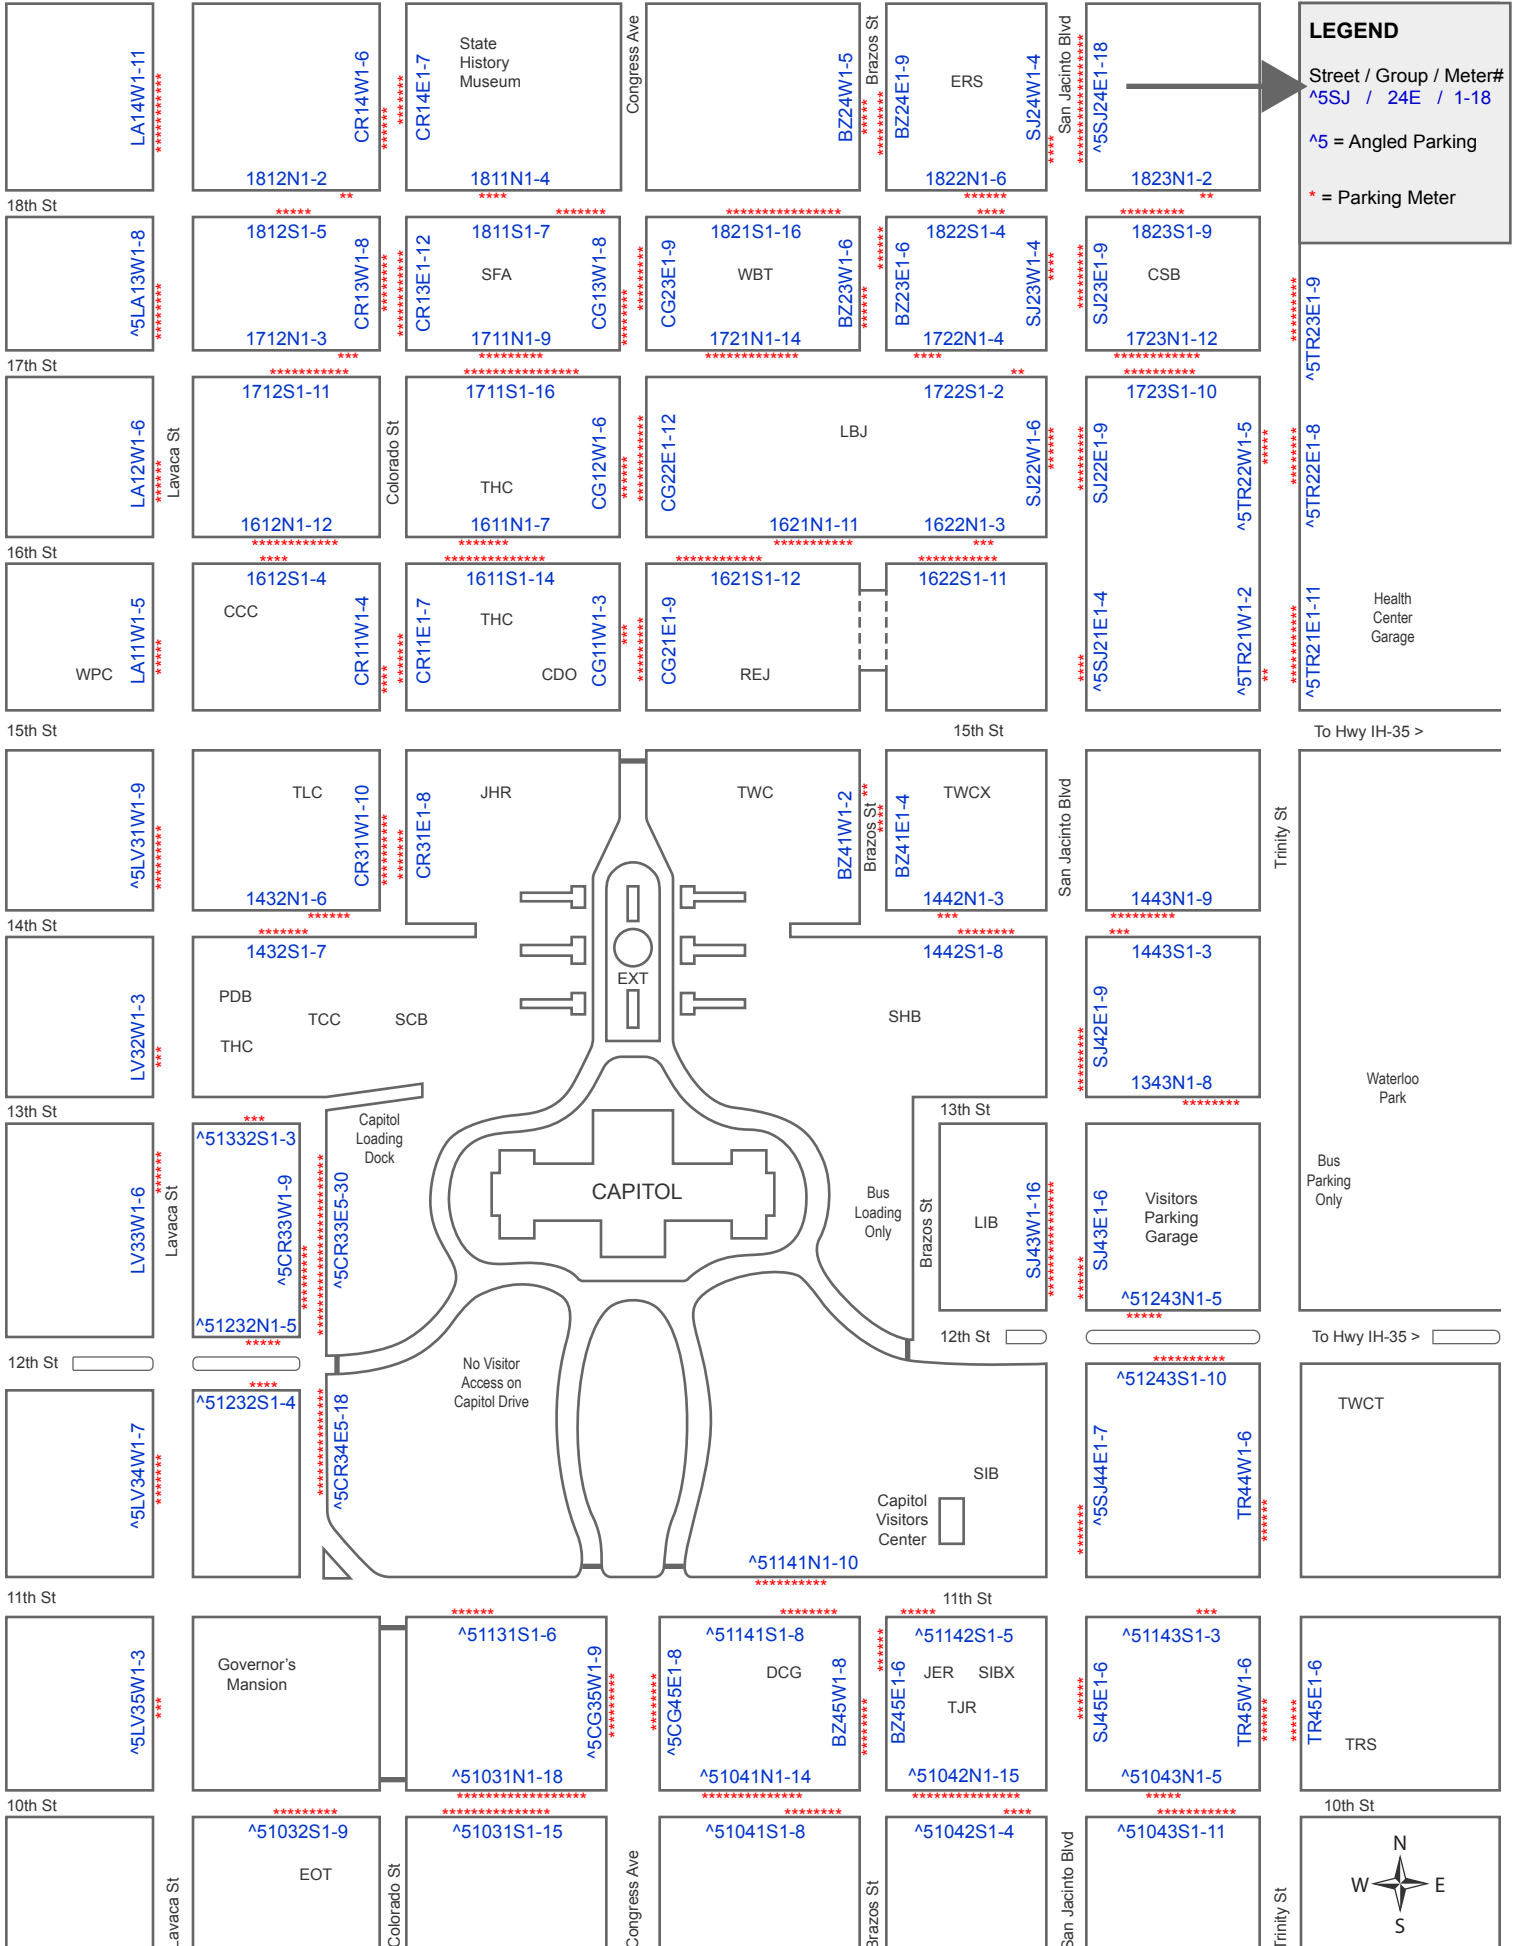 LEGEND
Street / Group / Meter#
^5SJ / 24E / 1-18
^5 = Angled Parking
* = Parking Meter
LA14W1-11
CR14W1-6
CR14E1-7
State
History
Museum
Congress Ave
BZ24W1-5
Brazos St
BZ24E1-9
ERS
SJ24W1-4
San Jacinto Blvd
^5SJ24E1-18
1812N1-2
1811N1-4
1822N1-6
1823N1-2
18th St
^5LA13W1-8
1812S1-5
CR13W1-8
CR13E1-12
1811S1-7
SFA
CG13W1-8
CG23E1-9
1821S1-16
WBT
BZ23W1-6
BZ23E1-6
1822S1-4
SJ23W1-4
SJ23E1-9
1823S1-9
CSB
^5TR23E1-9
1712N1-3
1711N1-9
1721N1-14
1722N1-4
1723N1-12
17th St
LA12W1-6
Lavaca St
1712S1-11
Colorado St
1711S1-16
THC
CG12W1-6
CG22E1-12
LBJ
1722S1-2
SJ22W1-6
SJ22E1-9
1723S1-10
^5TR22W1-5
^5TR22E1-8
1612N1-12
1611N1-7
1621N1-11
1622N1-3
16th St
WPC
LA11W1-5
1612S1-4
CCC
CR11W1-4
CR11E1-7
1611S1-14
THC
CDO
CG11W1-3
CG21E1-9
1621S1-12
REJ
1622S1-11
^5SJ21E1-4
^5TR21W1-2
^5TR21E1-11
Health
Center
Garage
15th St
15th St
To Hwy IH-35 >
^5LV31W1-9
TLC
CR31W1-10
CR31E1-8
JHR
TWC
BZ41W1-2
Brazos St
BZ41E1-4
TWCX
San Jacinto Blvd
Trinity St
1432N1-6
1442N1-3
1443N1-9
14th St
LV32W1-3
1432S1-7
PDB
TCC
SCB
THC
EXT
1442S1-8
SHB
SJ42E1-9
1443S1-3
1343N1-8
Waterloo
Park
13th St
13th St
LV33W1-6
Lavaca St
^51332S1-3
^5CR33W1-9
^51232N1-5
^5CR33E5-30
Capitol
Loading
Dock
CAPITOL
Bus
Loading
Only
Brazos St
LIB
SJ43W1-16
SJ43E1-6
Visitors
Parking
Garage
^51243N1-5
Bus
Parking
Only
12th St
12th St
To Hwy IH-35 >
^5LV34W1-7
^51232S1-4
^5CR34E5-18
No Visitor
Access on
Capitol Drive
SIB
Capitol
Visitors
Center
^51141N1-10
^51243S1-10
^5SJ44E1-7
TR44W1-6
TWCT
11th St
11th St
^5LV35W1-3
Governor's
Mansion
^51131S1-6
^5CG35W1-9
^51031N1-18
^5CG45E1-8
^51141S1-8
DCG
BZ45W1-8
^51041N1-14
BZ45E1-6
^51142S1-5
JER
SIBX
TJR
^51042N1-15
SJ45E1-6
^51143S1-3
TR45W1-6
^51043N1-5
TR45E1-6
TRS
10th St
10th St
Lavaca St
^51032S1-9
EOT
Colorado St
^51031S1-15
Congress Ave
^51041S1-8
Brazos St
^51042S1-4
San Jacinto Blvd
^51043S1-11
Trinity St
N
W
E
S